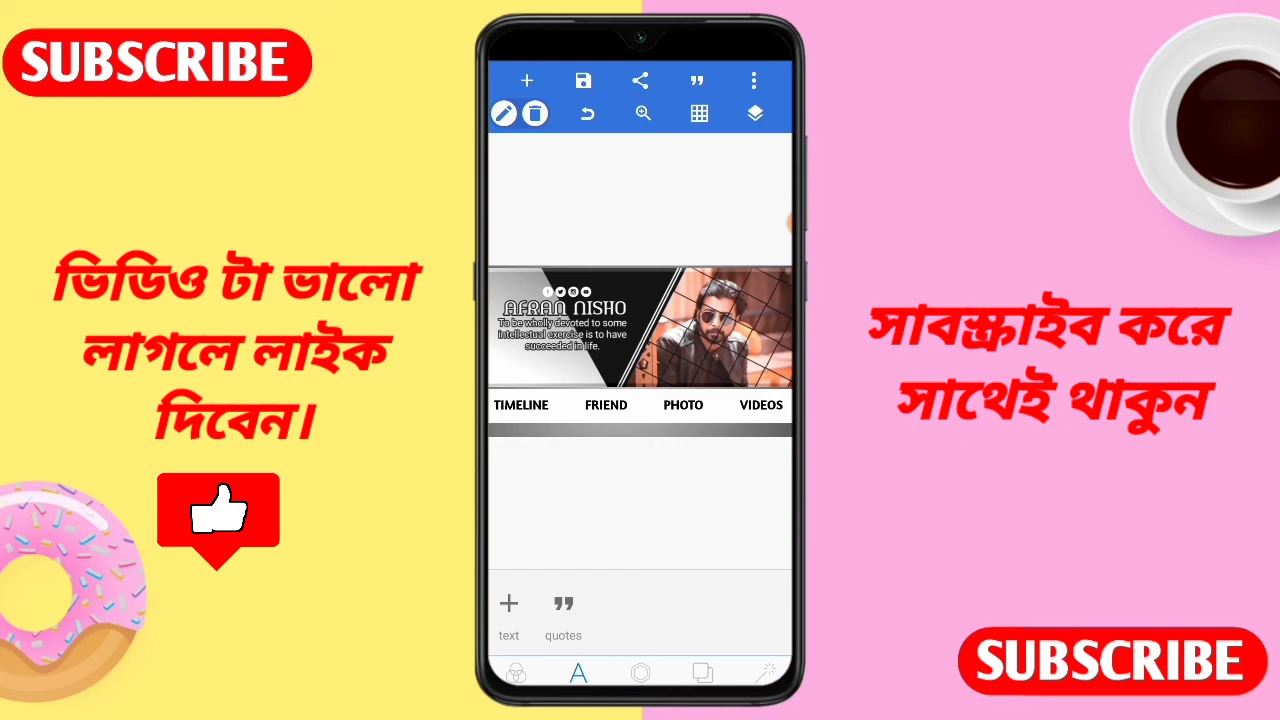 SUBSCRIBE
ভিডিও টা ভালো
লাগলে লাইক
দিবেন।
AFRAN NISHO
To be wholly devoted to some
intellectual exercise is to have
succeeded in life.
TIMELINE FRIEND PHOTO VIDEOS
text quotes
সাবস্ক্রাইব করে
সাথেই থাকুন
SUBSCRIBE